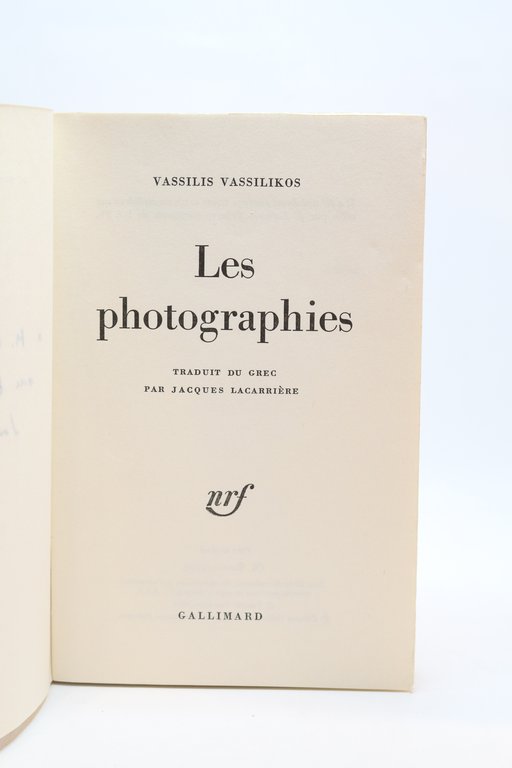 VASSILIS VASSILIKOS
Les
photographies
TRADUIT DU GREC
PAR JACQUES LACARRIÈRE
nrf
GALLIMARD